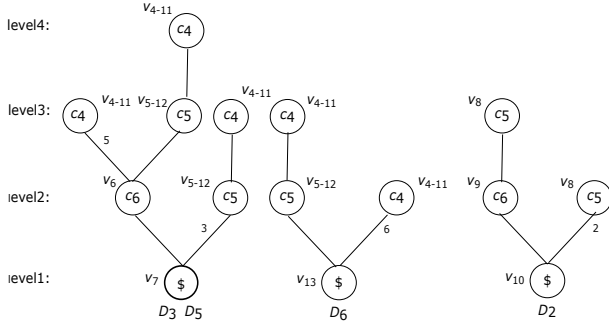 level4: v4-11 c4
level3: c4 v4-11 v5-12 c5 c4 v4-11 c4 v4-11 v8 c5
5
level2: v6 c6 v5-12 c5 c5 v5-12 c4 v4-11 v9 c6 v8 c5
3 6 2
level1: v7 $ v13 $ v10 $
D3 D5 D6 D2